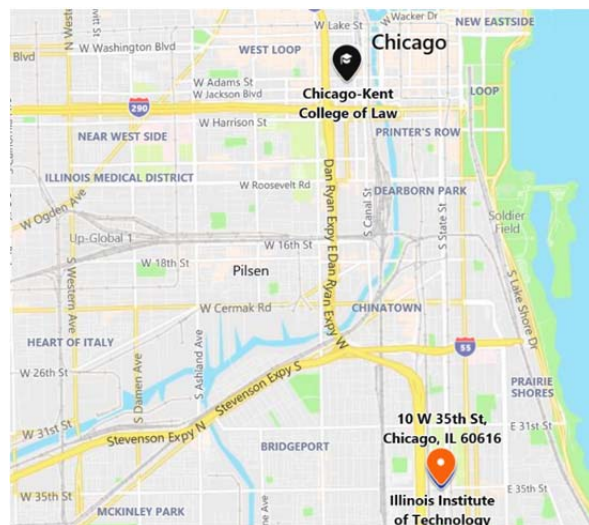 W Lake St
W Wacker Dr
NEW EASTSIDE
N Western
W Washington Blvd
Blvd
WEST LOOP
Chicago
W Adams St
W Jackson Blvd
Chicago-Kent
College of Law
LOOP
290
W Harrison St
NEAR WEST SIDE
PRINTER'S ROW
ILLINOIS MEDICAL DISTRICT
W Roosevelt Rd
Dan Ryan Expy E
S Canal St
DEARBORN PARK
W Ogden Ave
Soldier
Field
Up-Global 1
W 16th St
S State St
S Western Ave
W 18th St
Pilsen
Dan Ryan Expy W
S Lake Shore Dr
W Cermak Rd
CHINATOWN
HEART OF ITALY
S Damen Ave
S Ashland Ave
55
W 26th St
Stevenson Expy S
PRAIRIE
SHORES
10 W 35th St,
Chicago, IL 60616
W 31st St
Stevenson Expy N
BRIDGEPORT
E 31st St
W 35th St
E 35th St
MCKINLEY PARK
Illinois Institute
of Technology